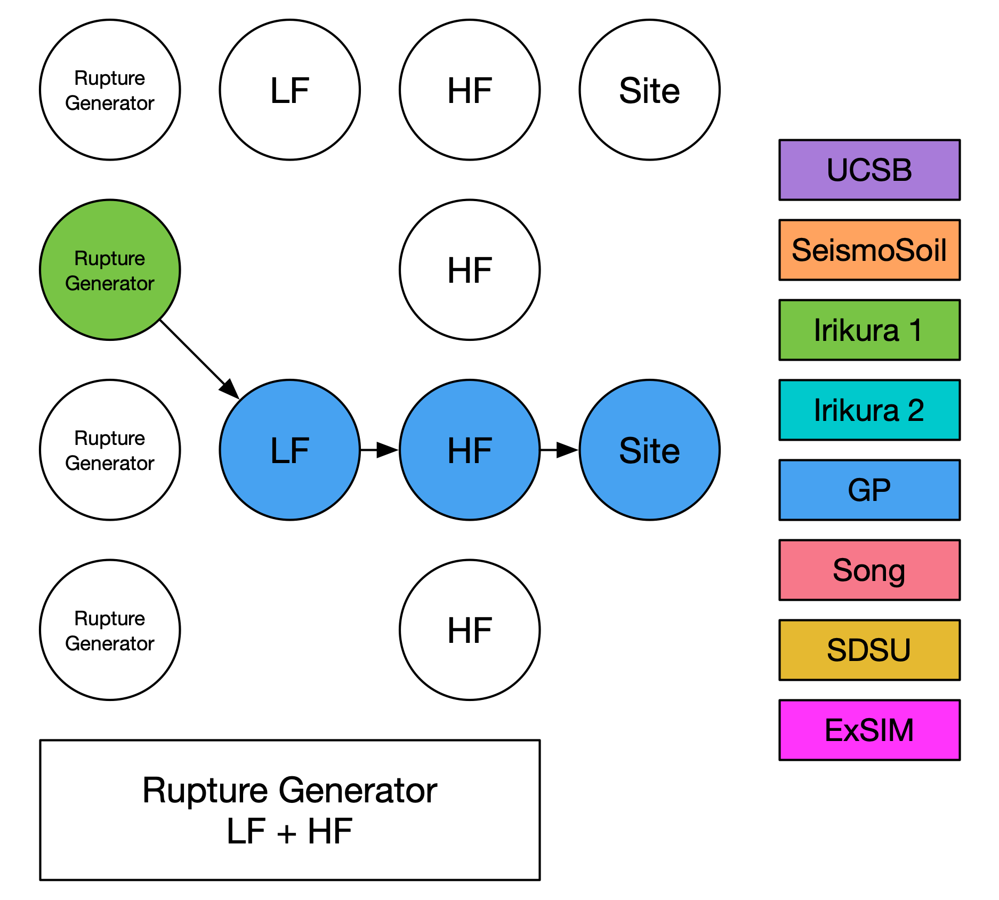 Rupture
Generator
LF
HF
Site
UCSB
Rupture
Generator
HF
SeismoSoil
Irikura 1
Rupture
Generator
LF
HF
Site
Irikura 2
GP
Song
Rupture
Generator
HF
SDSU
ExSIM
Rupture Generator
LF + HF